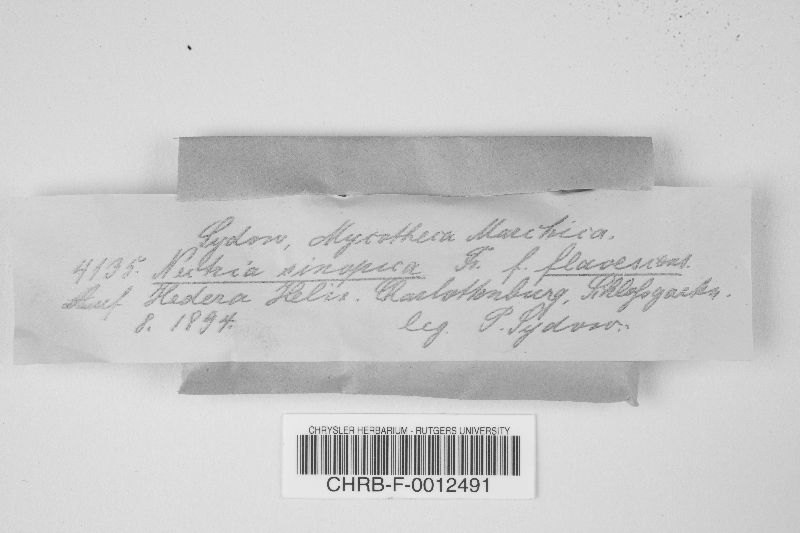 Sydow, Mycotheca Marchica.
4135. Nectria sinopica Fr. f. flavescens.
Auf Hedera Helix. Charlottenburg, Schloßgarten.
8. 1894. leg P. Sydow.
CHRYSLER HERBARIUM - RUTGERS UNIVERSITY
CHRB-F-0012491